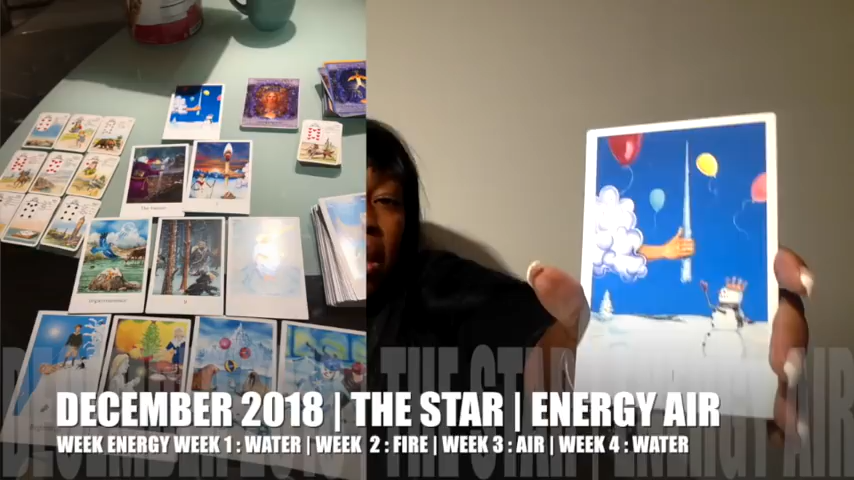 DECEMBER 2018 | THE STAR | ENERGY AIR
WEEK ENERGY WEEK 1 : WATER | WEEK 2 : FIRE | WEEK 3 : AIR | WEEK 4 : WATER